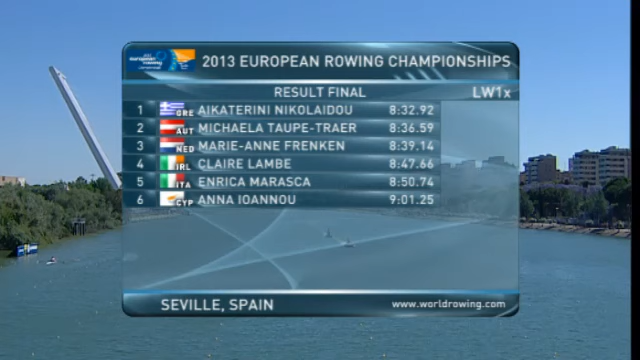 2013 EUROPEAN ROWING CHAMPIONSHIPS
RESULT FINAL LW1x
1 GRE AIKATERINI NIKOLAIDOU 8:32.92
2 AUT MICHAELA TAUPE-TRAER 8:36.59
3 NED MARIE-ANNE FRENKEN 8:39.14
4 IRL CLAIRE LAMBE 8:47.66
5 ITA ENRICA MARASCA 8:50.74
6 CYP ANNA IOANNOU 9:01.25
SEVILLE, SPAIN www.worldrowing.com